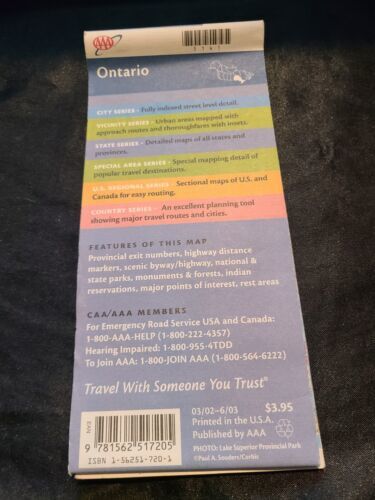 AAA
1141
Ontario
CITY SERIES - Fully indexed street level detail.
VICINITY SERIES - Urban areas mapped with
approach routes and thoroughfares with insets.
STATE SERIES - Detailed maps of all states and
provinces.
SPECIAL AREA SERIES - Special mapping detail of
popular travel destinations.
U.S. REGIONAL SERIES - Sectional maps of U.S. and
Canada for easy routing.
COUNTRY SERIES - An excellent planning tool
showing major travel routes and cities.
FEATURES OF THIS MAP
Provincial exit numbers, highway distance
markers, scenic byway/highway, national &
state parks, monuments & forests, indian
reservations, major points of interest, rest areas
CAA/AAA MEMBERS
For Emergency Road Service USA and Canada:
1-800-AAA-HELP (1-800-222-4357)
Hearing Impaired: 1-800-955-4TDD
To Join AAA: 1-800-JOIN AAA (1-800-564-6222)
Travel With Someone You Trust®
EAN
9 781562 517205
ISBN 1-56251-720-1
03/02-6/03 $3.95
Printed in the U.S.A.
Published by AAA
PHOTO: Lake Superior Provincial Park
©Paul A. Souders/Corbis